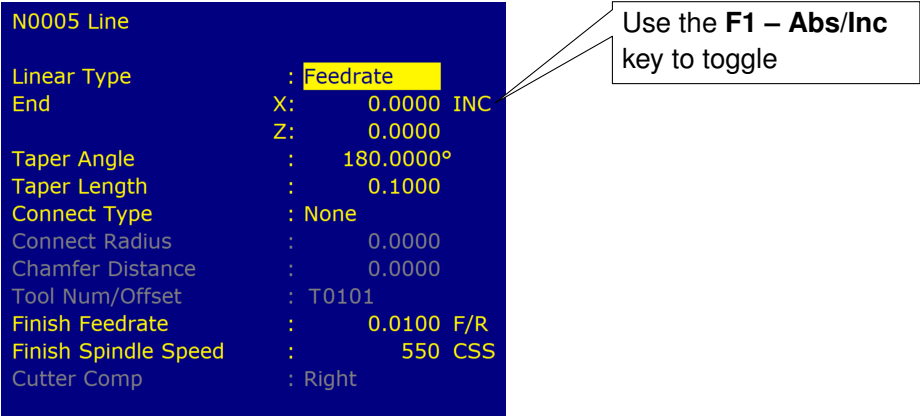 N0005 Line
Linear Type : Feedrate
End X: 0.0000 INC
Z: 0.0000
Taper Angle : 180.0000°
Taper Length : 0.1000
Connect Type : None
Connect Radius : 0.0000
Chamfer Distance : 0.0000
Tool Num/Offset : T0101
Finish Feedrate : 0.0100 F/R
Finish Spindle Speed : 550 CSS
Cutter Comp : Right
Use the F1 – Abs/Inc
key to toggle